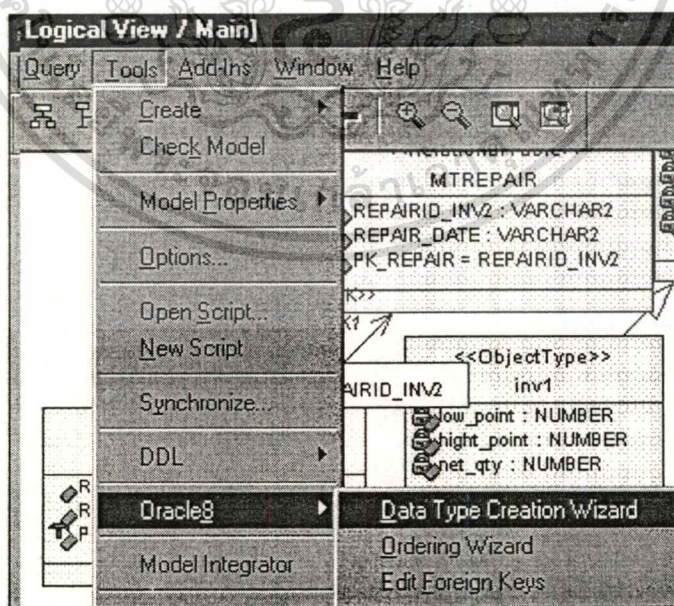 Logical View / Main]
Query Tools Add-Ins Window Help
Create
Check Model
Model Properties
Options...
Open Script...
New Script
Synchronize...
DDL
Oracle8
Model Integrator
Data Type Creation Wizard
Ordering Wizard
Edit Foreign Keys
MTREPAIR
REPAIRID_INV2 : VARCHAR2
REPAIR_DATE : VARCHAR2
PK_REPAIR = REPAIRID_INV2
K>>
K1
AIRID_INV2
<<ObjectType>>
inv1
low_point : NUMBER
hight_point : NUMBER
net_qty : NUMBER
R
R
P